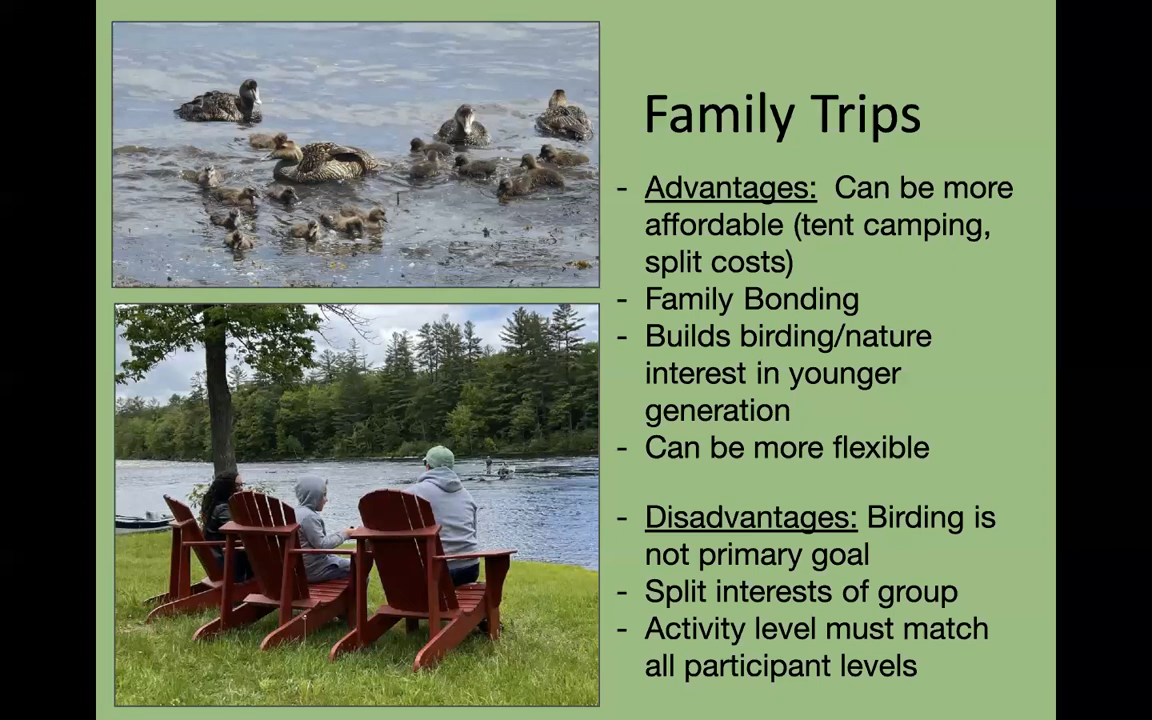 Family Trips
- Advantages: Can be more
affordable (tent camping,
split costs)
- Family Bonding
- Builds birding/nature
interest in younger
generation
- Can be more flexible
- Disadvantages: Birding is
not primary goal
- Split interests of group
- Activity level must match
all participant levels